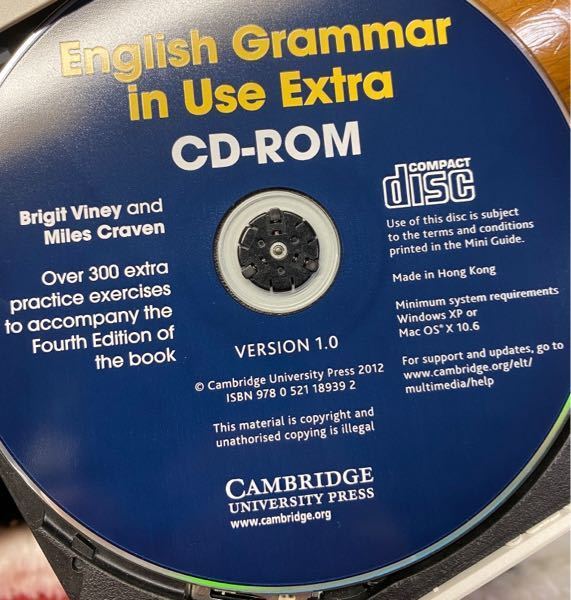 English Grammar
in Use Extra
CD-ROM
Brigit Viney and
Miles Craven
Over 300 extra
practice exercises
to accompany the
Fourth Edition of
the book
COMPACT
disc
Use of this disc is subject
to the terms and conditions
printed in the Mini Guide.
Made in Hong Kong
Minimum system requirements
Windows XP or
Mac OS® X 10.6
For support and updates, go to
www.cambridge.org/elt/
multimedia/help
VERSION 1.0
© Cambridge University Press 2012
ISBN 978 0 521 18939 2
This material is copyright and
unathorised copying is illegal
CAMBRIDGE
UNIVERSITY PRESS
www.cambridge.org